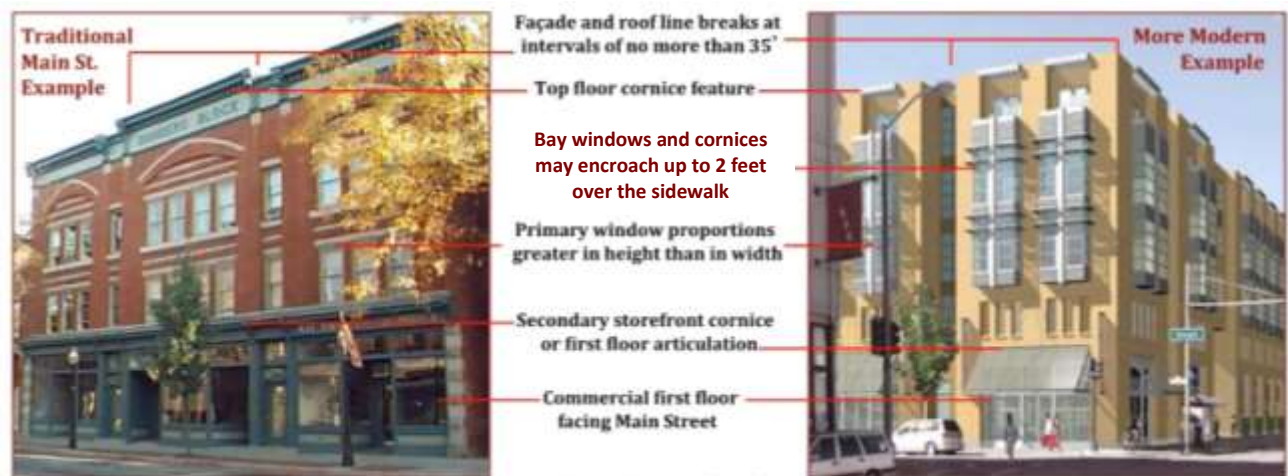 Traditional
Main St.
Example
Façade and roof line breaks at
intervals of no more than 35'
More Modern
Example
Top floor cornice feature
BLOCK
Bay windows and cornices
may encroach up to 2 feet
over the sidewalk
Primary window proportions
greater in height than in width
Secondary storefront cornice
or first floor articulation
Commercial first floor
facing Main Street